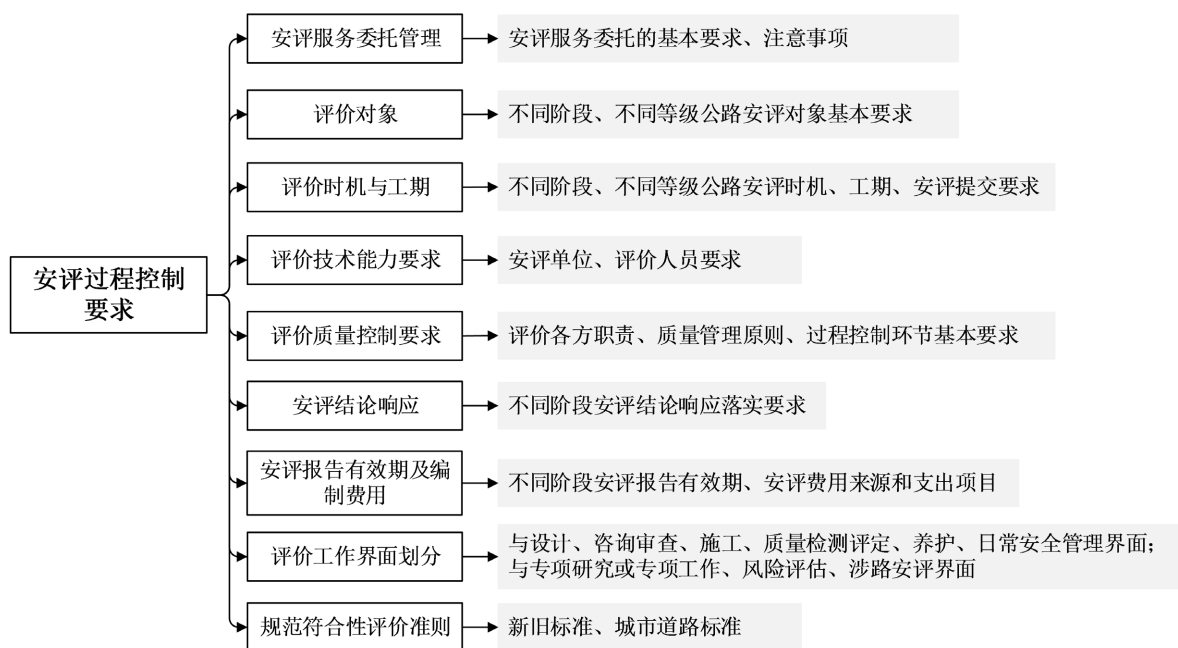 安评服务委托管理
安评服务委托的基本要求、注意事项
评价对象
不同阶段、不同等级公路安评对象基本要求
评价时机与工期
不同阶段、不同等级公路安评时机、工期、安评提交要求
安评过程控制
要求
评价技术能力要求
安评单位、评价人员要求
评价质量控制要求
评价各方职责、质量管理原则、过程控制环节基本要求
安评结论响应
不同阶段安评结论响应落实要求
安评报告有效期及编
制费用
不同阶段安评报告有效期、安评费用来源和支出项目
评价工作界面划分
与设计、咨询审查、施工、质量检测评定、养护、日常安全管理界面；
与专项研究或专项工作、风险评估、涉路安评界面
规范符合性评价准则
新旧标准、城市道路标准